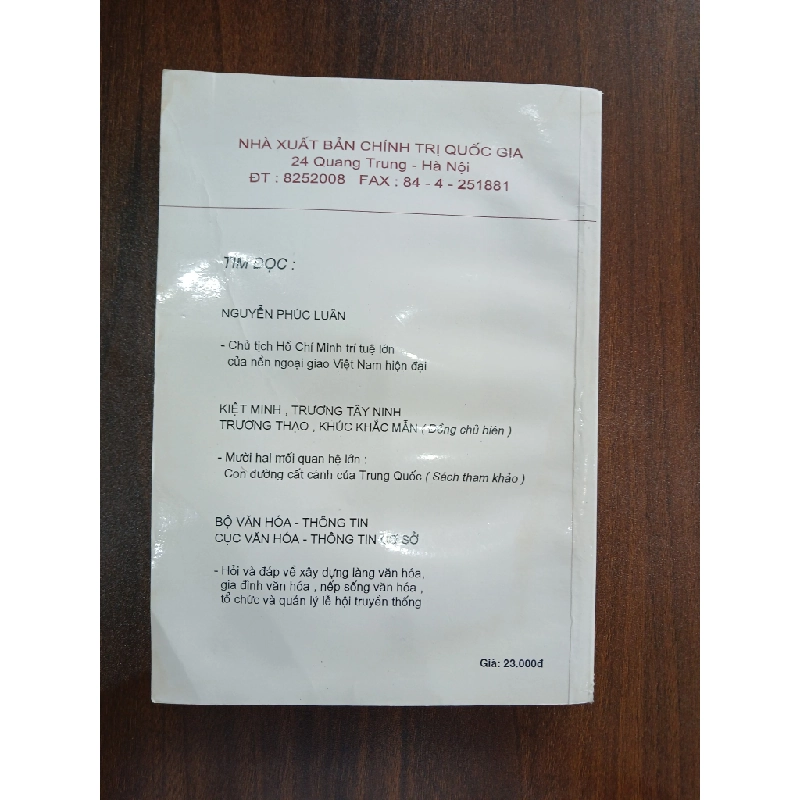 NHÀ XUẤT BẢN CHÍNH TRỊ QUỐC GIA
24 Quang Trung - Hà Nội
ĐT : 8252008 FAX : 84 - 4 - 251881
TÌM ĐỌC :
NGUYỄN PHÚC LUÂN
- Chủ tịch Hồ Chí Minh trí tuệ lớn
của nền ngoại giao Việt Nam hiện đại
KIỆT MINH , TRƯƠNG TÂY NINH
TRƯƠNG THẠO , KHÚC KHẮC MẪN ( Đồng chủ biên )
- Mười hai mối quan hệ lớn :
Con đường cất cánh của Trung Quốc ( Sách tham khảo )
BỘ VĂN HÓA - THÔNG TIN
CỤC VĂN HÓA - THÔNG TIN CƠ SỞ
- Hỏi và đáp về xây dựng làng văn hóa,
gia đình văn hóa , nếp sống văn hóa ,
tổ chức và quản lý lễ hội truyền thống
Giá: 23.000đ